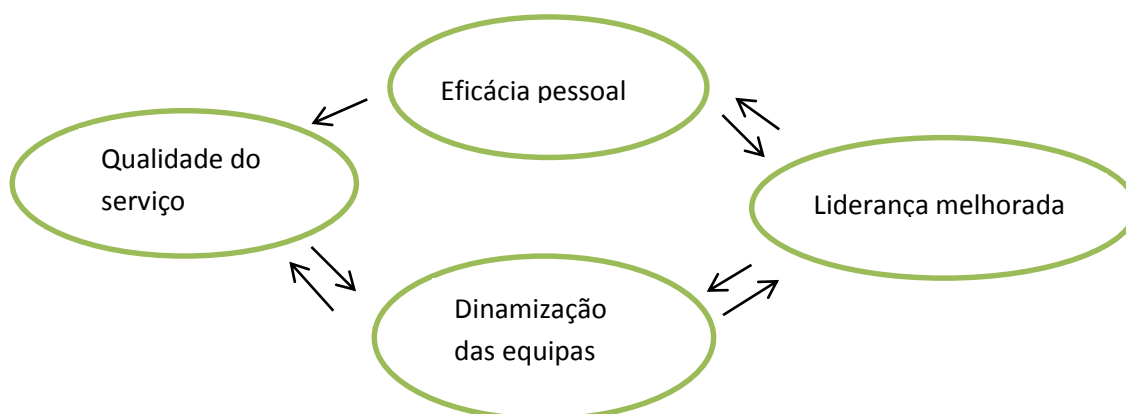 Eficácia pessoal
Qualidade do
serviço
Liderança melhorada
Dinamização
das equipas